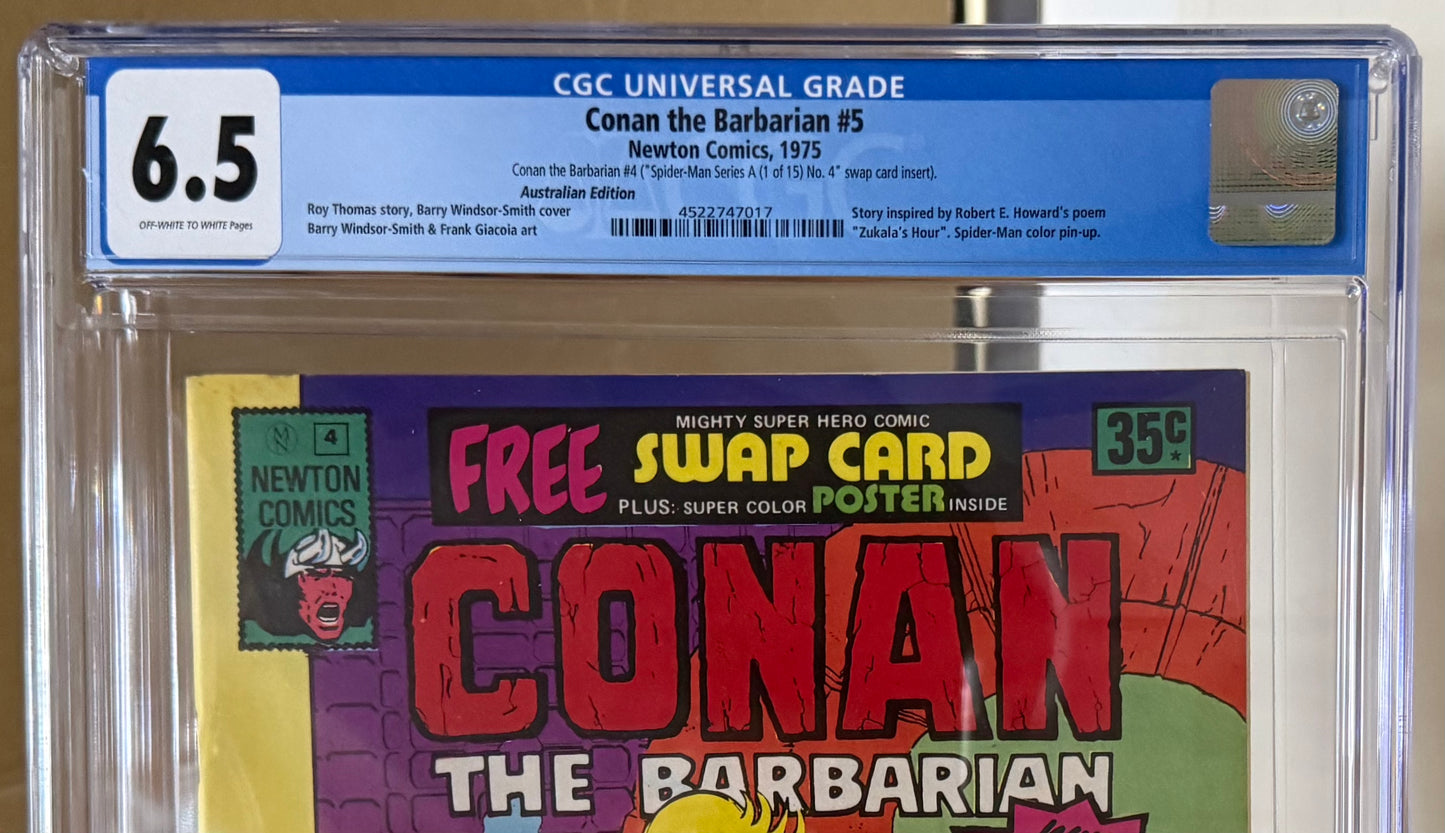 CGC UNIVERSAL GRADE
6.5
OFF-WHITE TO WHITE Pages
Conan the Barbarian #5
Newton Comics, 1975
Conan the Barbarian #4 ("Spider-Man Series A (1 of 15) No. 4" swap card insert).
Australian Edition
Roy Thomas story, Barry Windsor-Smith cover
Barry Windsor-Smith & Frank Giacoia art
4522747017
Story inspired by Robert E. Howard's poem
"Zukala's Hour". Spider-Man color pin-up.
4
NEWTON
COMICS
FREE
MIGHTY SUPER HERO COMIC
SWAP CARD
PLUS: SUPER COLOR POSTER INSIDE
35c*
CONAN
THE BARBARIAN